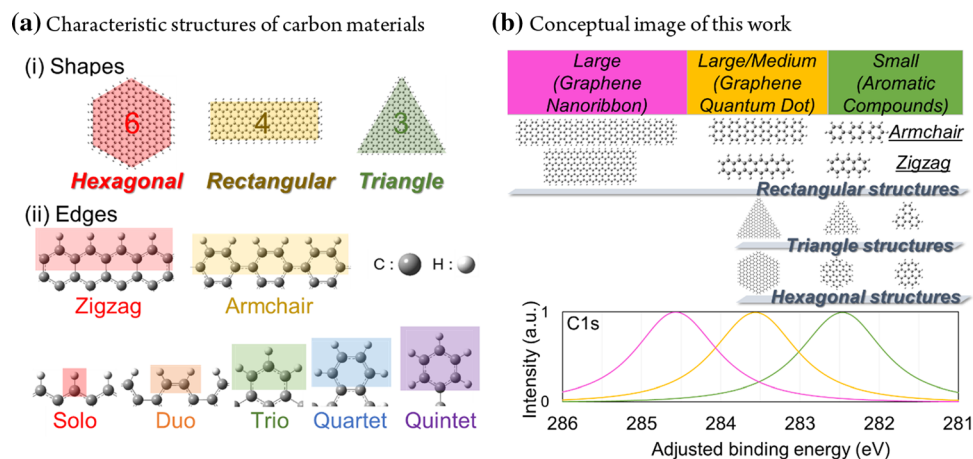 (a) Characteristic structures of carbon materials
(i) Shapes
6
4
3
Hexagonal
Rectangular
Triangle
(ii) Edges
C :
H :
Zigzag
Armchair
Solo
Duo
Trio
Quartet
Quintet
(b) Conceptual image of this work
Large
(Graphene
Nanoribbon)
Large/Medium
(Graphene
Quantum Dot)
Small
(Aromatic
Compounds)
Armchair
Zigzag
Rectangular structures
Triangle structures
Hexagonal structures
C1s
Intensity (a.u.)
1
0
286
285
284
283
282
281
Adjusted binding energy (eV)